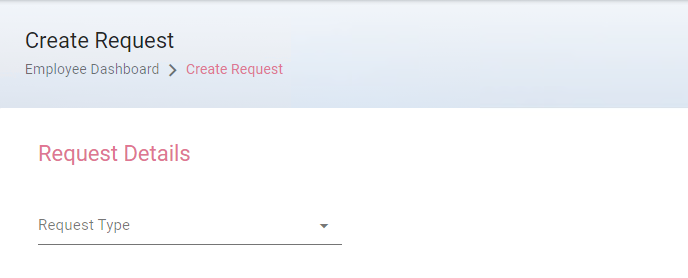 Create Request
Employee Dashboard > Create Request
Request Details
Request Type